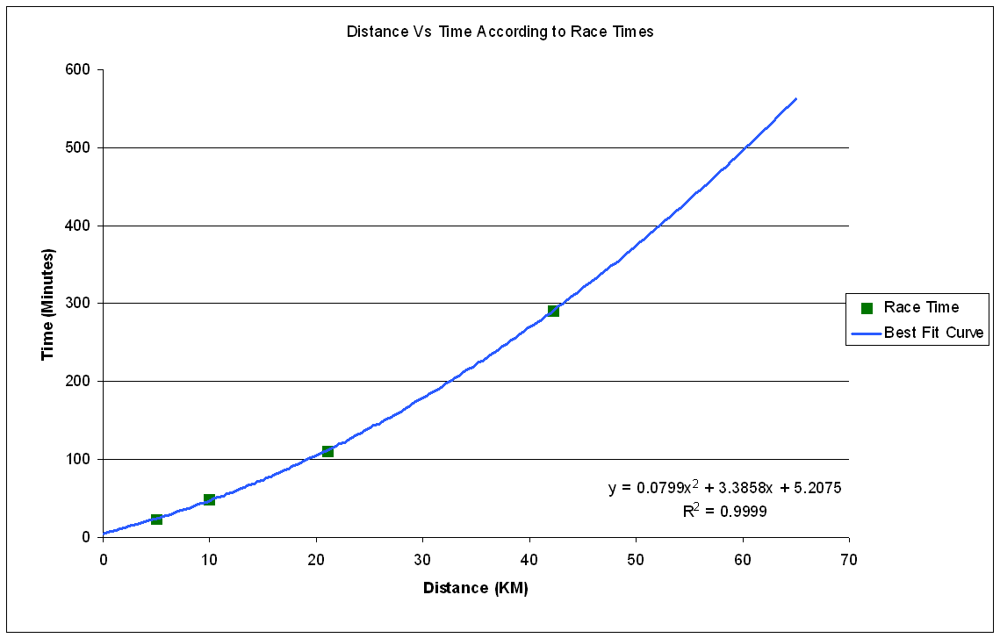 Distance Vs Time According to Race Times
600
500
400
300
200
100
0
Time (Minutes)
0 10 20 30 40 50 60 70
Distance (KM)
Race Time
Best Fit Curve
y = 0.0799x² + 3.3858x + 5.2075
R² = 0.9999